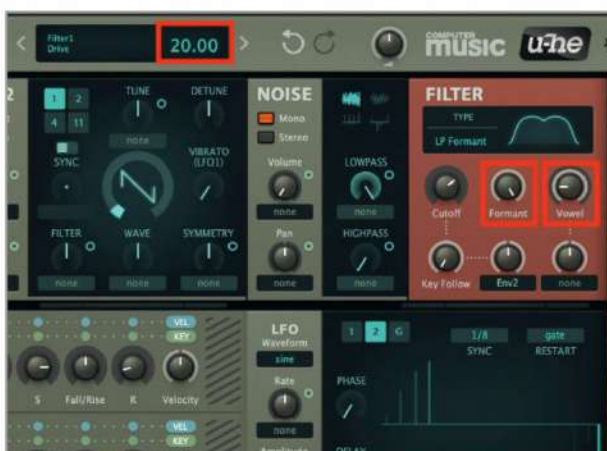 Filter1
Drive
20.00
COMPUTER
music
u-he
2
1 2
4 11
SYNC
TUNE
DETUNE
none
VIBRATO
(LFO1)
FILTER
WAVE
SYMMETRY
none
none
none
NOISE
Mono
Stereo
Volume
none
Pan
none
LOWPASS
none
HIGHPASS
none
FILTER
TYPE
LP Formant
Cutoff
Formant
Vowel
Key Follow
Env2
none
VEL
KEY
S
Fall/Rise
R
Velocity
VEL
KEY
LFO
Waveform
sine
Rate
none
Amplitude
1 2 G
1/8
SYNC
gate
RESTART
PHASE
DELAY